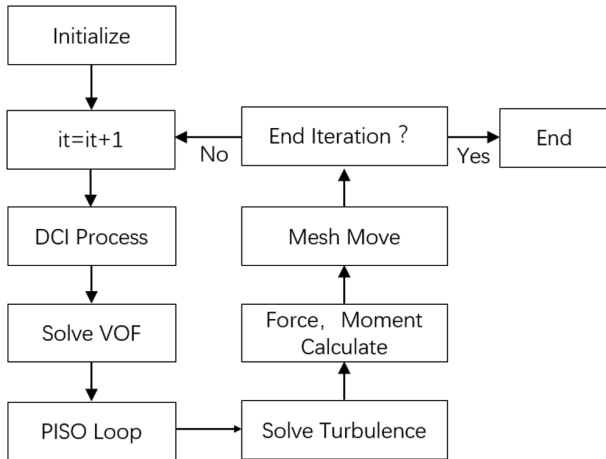 Initialize
it=it+1
End Iteration？
End
No
Yes
DCI Process
Mesh Move
Solve VOF
Force，Moment
Calculate
PISO Loop
Solve Turbulence